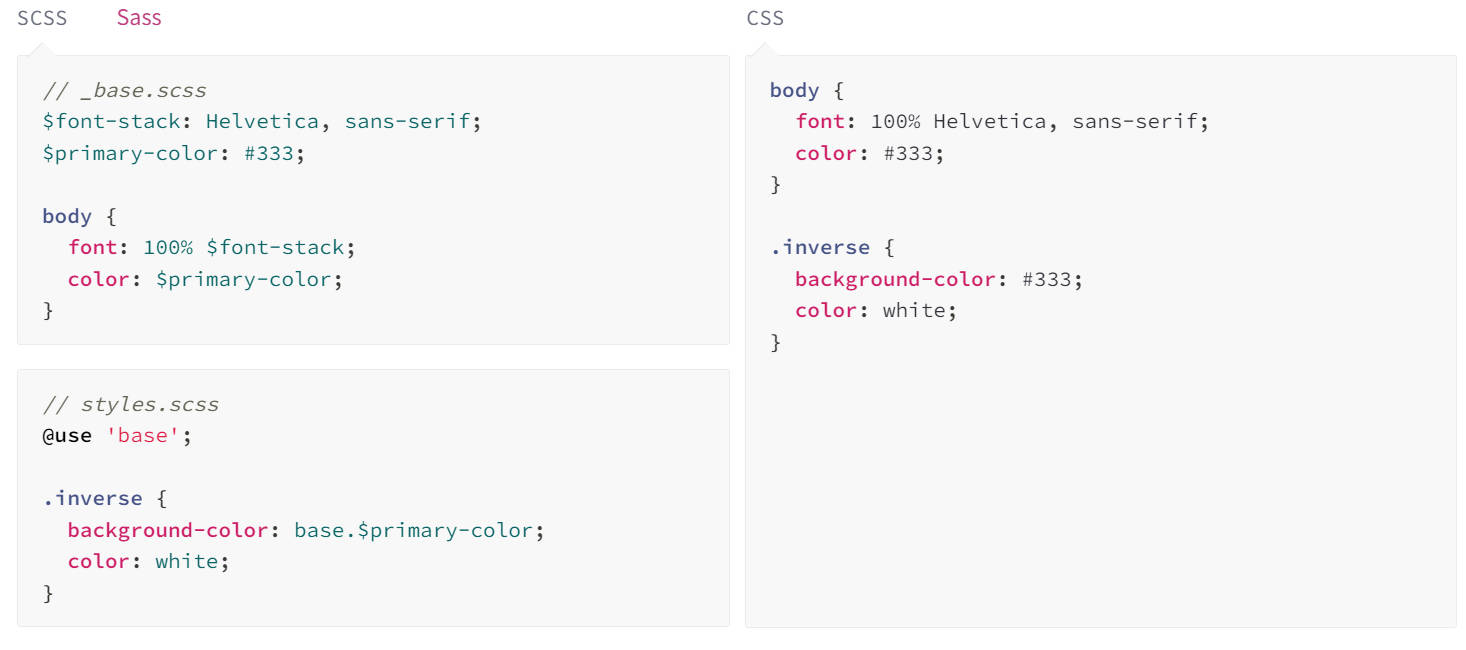 SCSS Sass
// _base.scss
$font-stack: Helvetica, sans-serif;
$primary-color: #333;

body {
  font: 100% $font-stack;
  color: $primary-color;
}

// styles.scss
@use 'base';

.inverse {
  background-color: base.$primary-color;
  color: white;
}

CSS
body {
  font: 100% Helvetica, sans-serif;
  color: #333;
}

.inverse {
  background-color: #333;
  color: white;
}